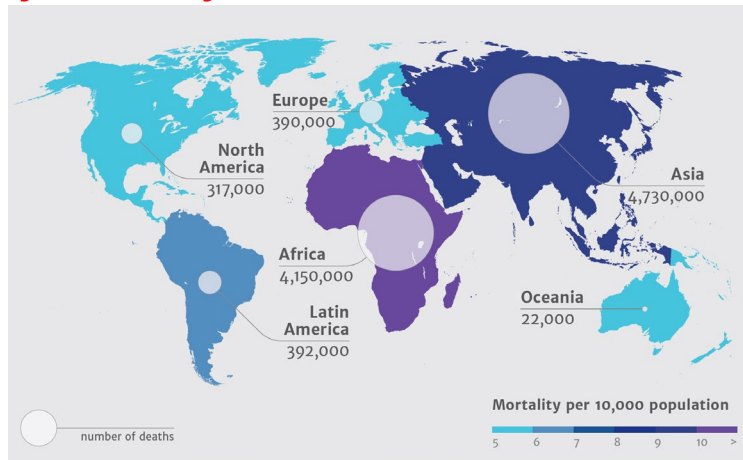 Europe
390,000
North
America
317,000
Asia
4,730,000
Africa
4,150,000
Latin
America
392,000
Oceania
22,000
Mortality per 10,000 population
5 6 7 8 9 10 >
number of deaths